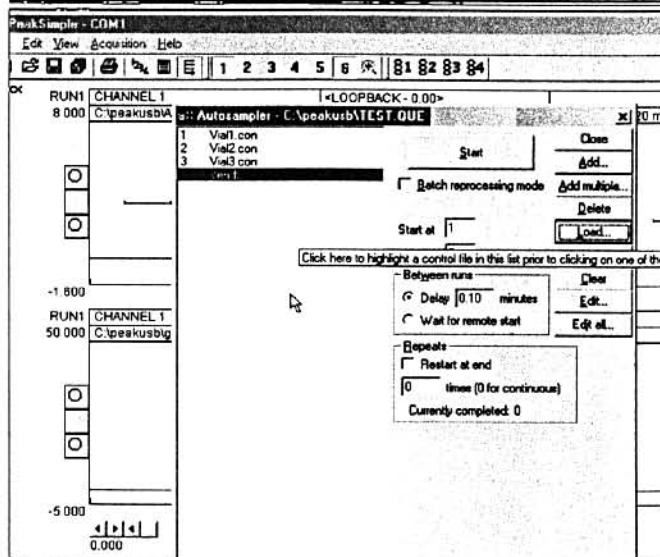 PeakSimple - COM1
Edit View Acquisition Help
1 2 3 4 5 6 81 82 83 84
RUN1 CHANNEL 1 <LOOPBACK - 0.00>
8 000 C:\peakusb\A
Autosampler - C:\peakusb\TEST.QUE
20 m
1 Vial1.con
2 Vial2 con
3 Vial3 con
Start
Batch reprocessing mode
Start at 1
Close
Add...
Add multiple...
Delete
Load...
Click here to highlight a control file in this list prior to clicking on one of the
Between runs
Delay 0.10 minutes
Wait for remote start
Clear
Edit...
Edit all...
Repeats
Restart at end
0 times (0 for continuous)
Currently completed: 0
-1.600
RUN1 CHANNEL 1
50 000 C:\peakusb\g
-5 000
0.000